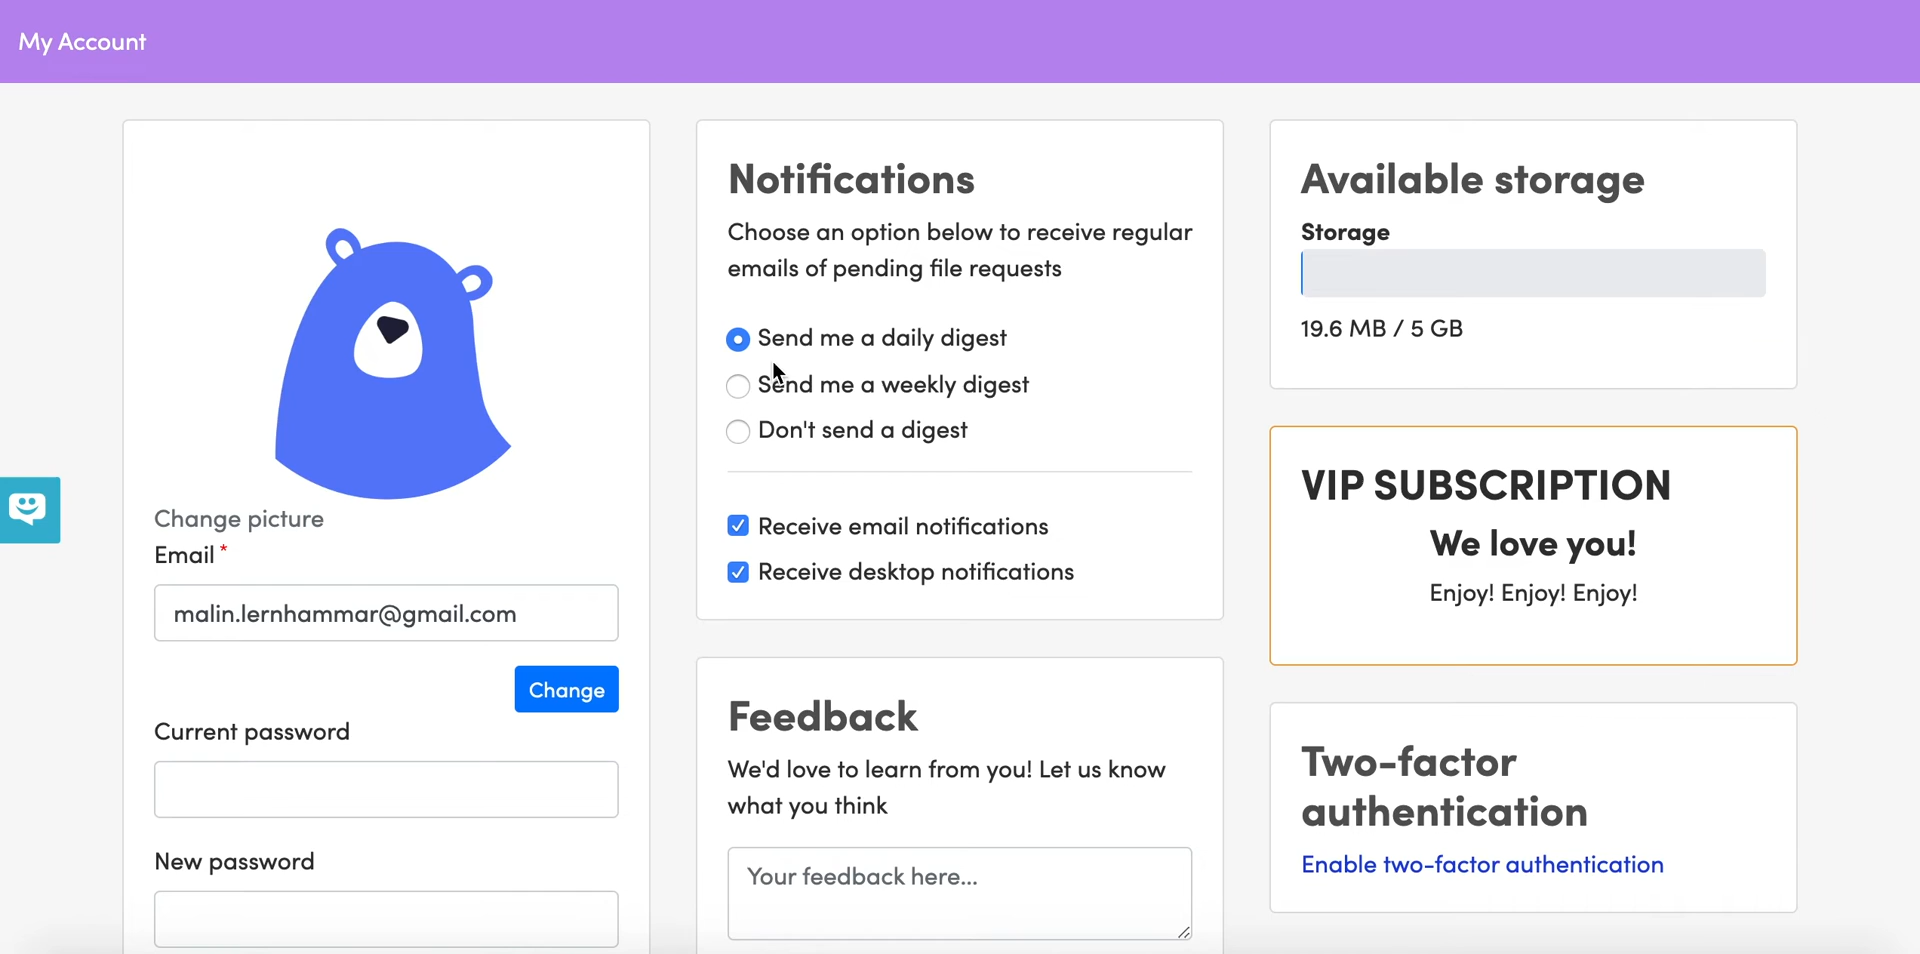 My Account
Change picture
Email *
malin.lernhammar@gmail.com
Change
Current password
New password
Notifications
Choose an option below to receive regular
emails of pending file requests
Send me a daily digest
Send me a weekly digest
Don't send a digest
Receive email notifications
Receive desktop notifications
Feedback
We'd love to learn from you! Let us know
what you think
Your feedback here...
Available storage
Storage
19.6 MB / 5 GB
VIP SUBSCRIPTION
We love you!
Enjoy! Enjoy! Enjoy!
Two-factor
authentication
Enable two-factor authentication